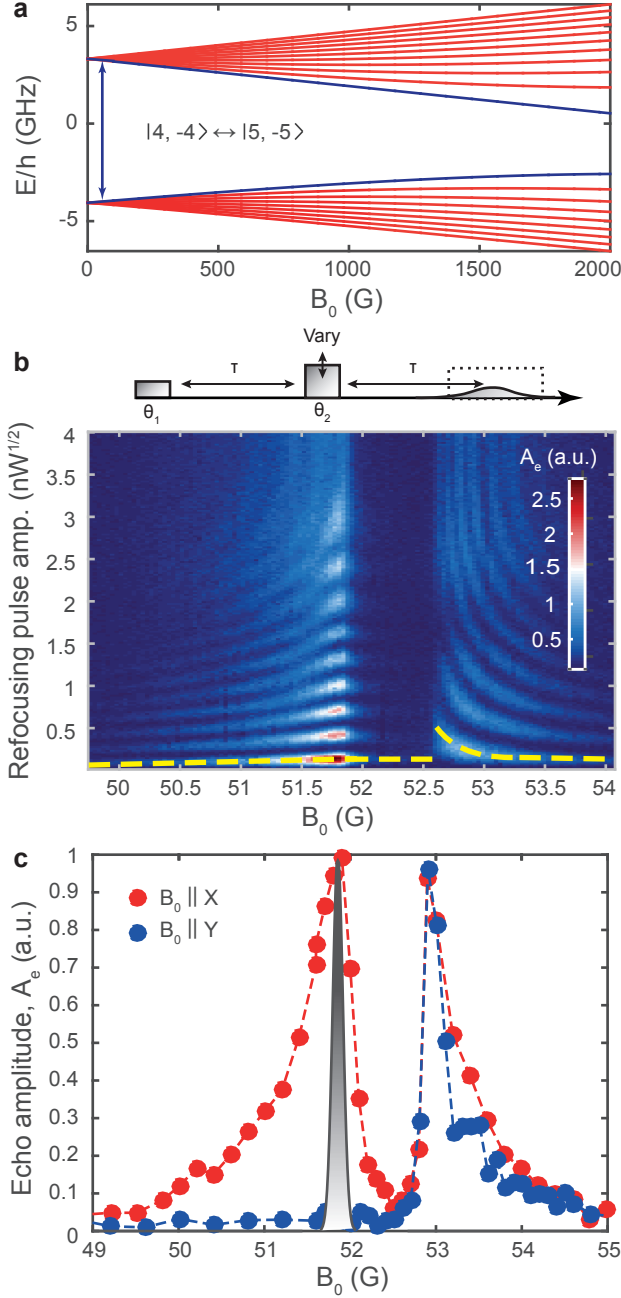 a
5
0
-5
E/h (GHz)
|4, -4⟩ ↔ |5, -5⟩
0 500 1000 1500 2000
B₀ (G)
b
Vary
τ τ
θ₁ θ₂
Refocusing pulse amp. (nW¹ᐟ²)
4
3.5
3
2.5
2
1.5
1
0.5
Aₑ (a.u.)
2.5
2
1.5
1
0.5
50 50.5 51 51.5 52 52.5 53 53.5 54
B₀ (G)
c
Echo amplitude, Aₑ (a.u.)
1
0.9
0.8
0.7
0.6
0.5
0.4
0.3
0.2
0.1
0
B₀ || X
B₀ || Y
49 50 51 52 53 54 55
B₀ (G)